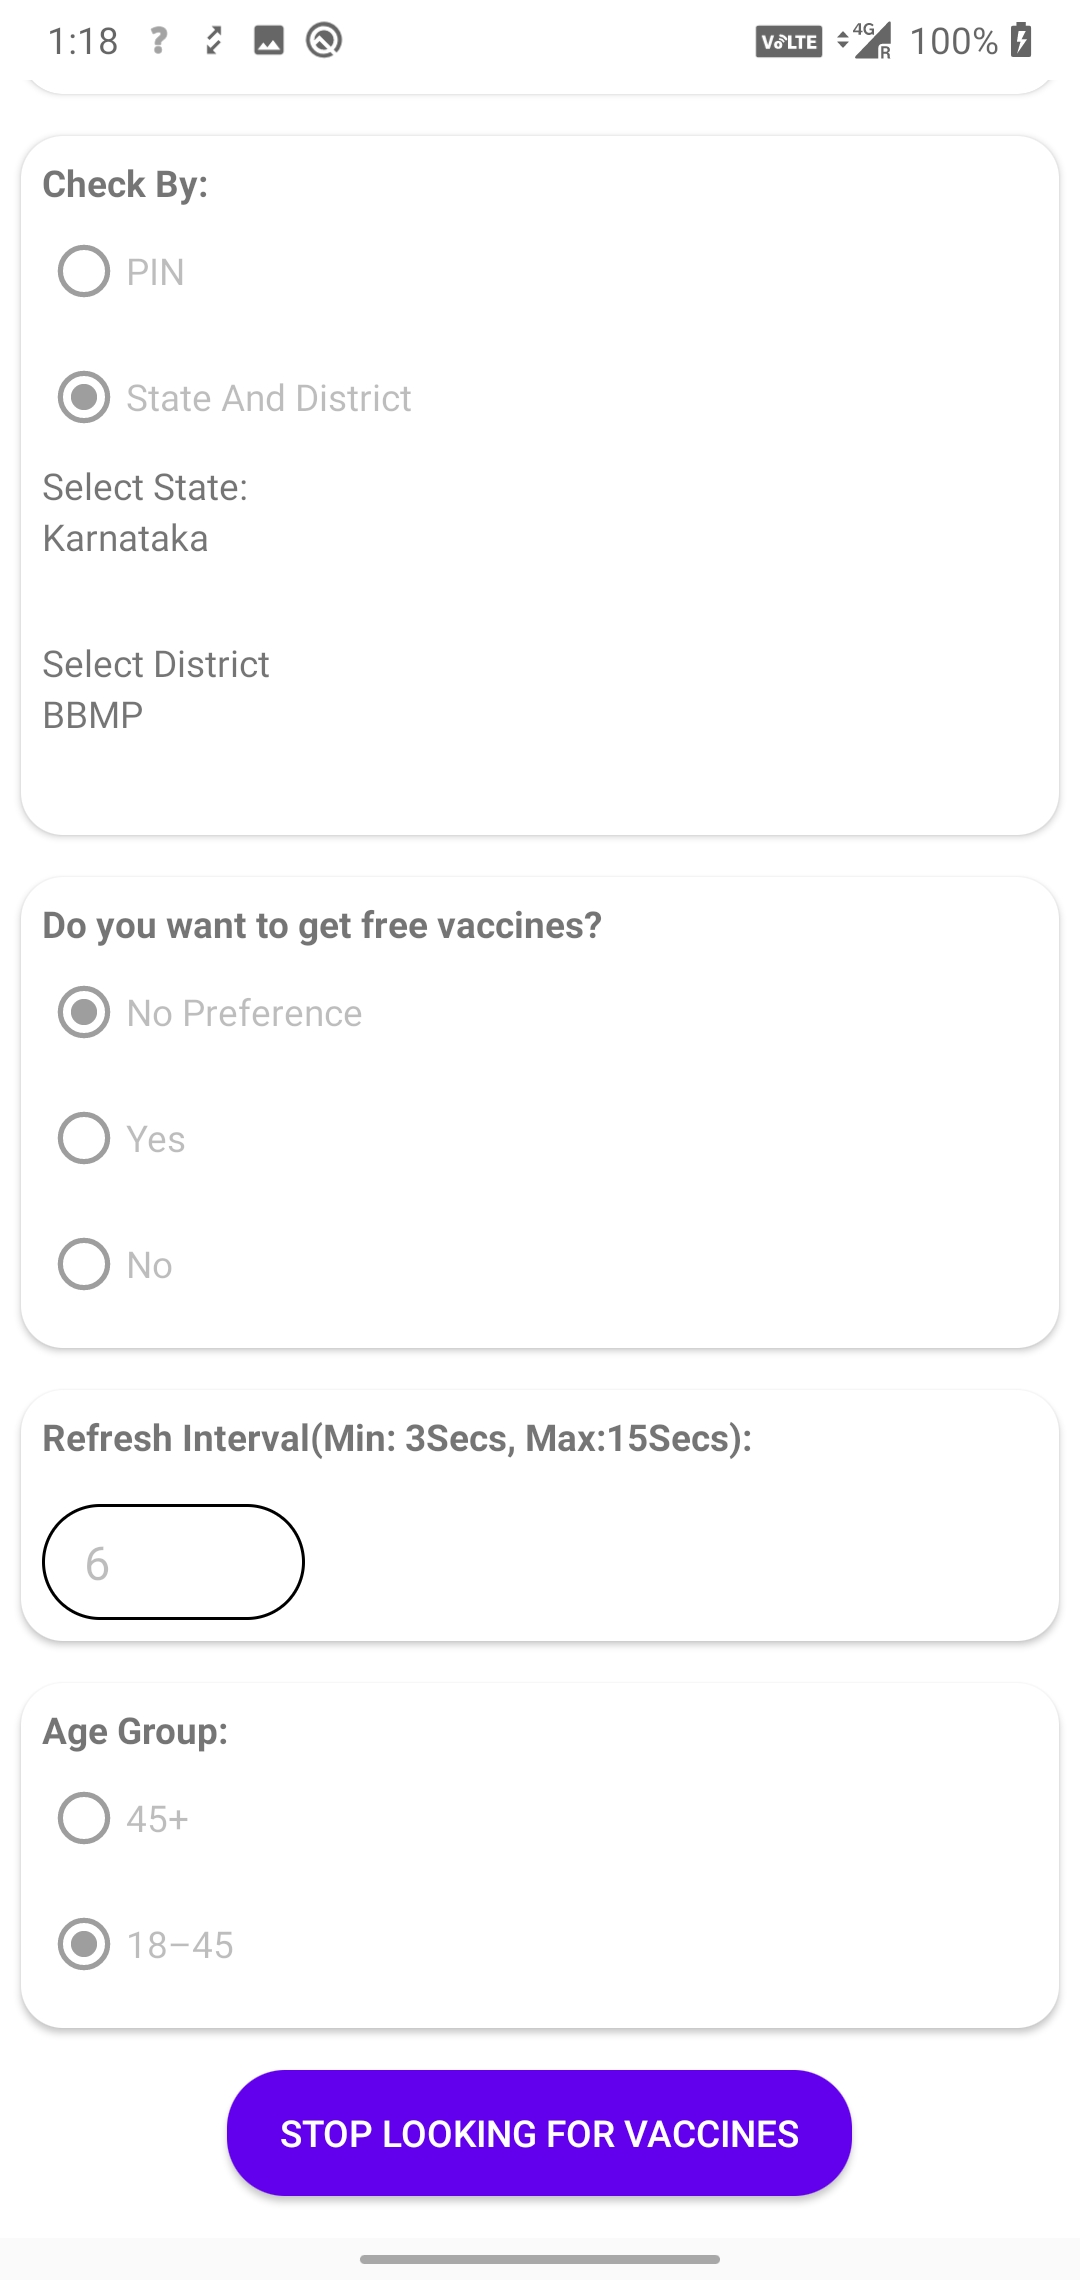 1:18
VoLTE 4G R 100%
Check By:
PIN
State And District
Select State:
Karnataka
Select District
BBMP
Do you want to get free vaccines?
No Preference
Yes
No
Refresh Interval(Min: 3Secs, Max:15Secs):
6
Age Group:
45+
18–45
STOP LOOKING FOR VACCINES